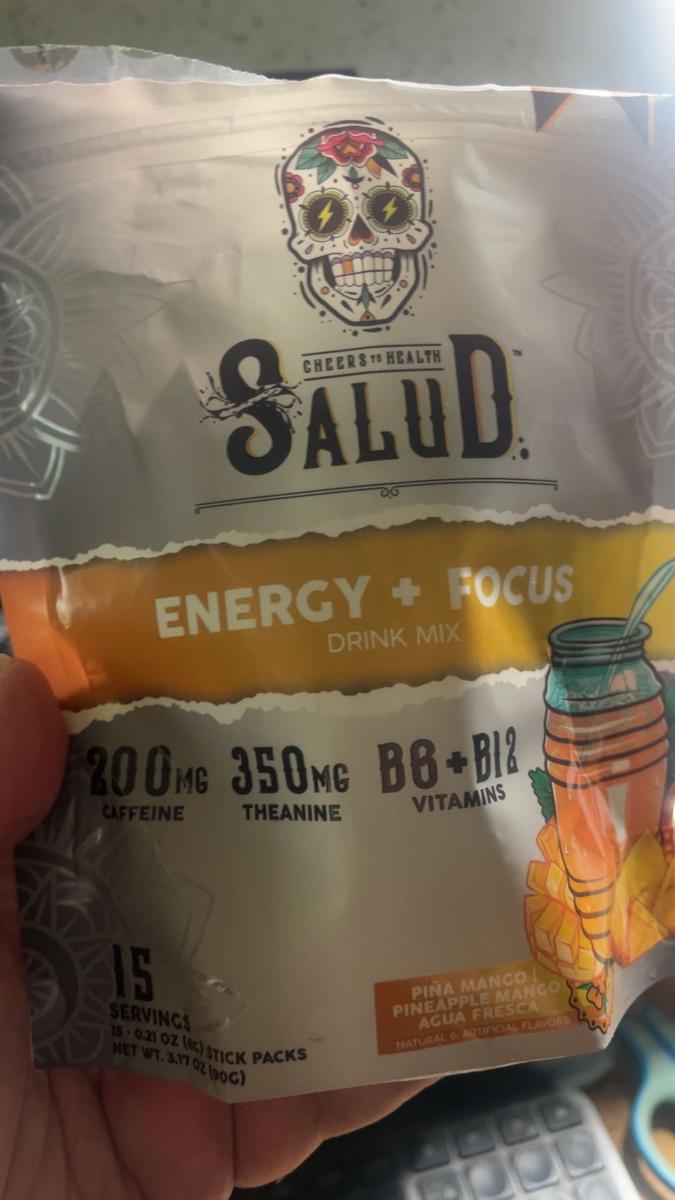 CHEERS TO HEALTH
SALUD™
ENERGY + FOCUS
DRINK MIX
200MG
CAFFEINE
350MG
THEANINE
B6+B12
VITAMINS
15
SERVINGS
15 - 0.21 OZ (6G) STICK PACKS
NET WT. 3.17 OZ (90G)
PIÑA MANGO |
PINEAPPLE MANGO
AGUA FRESCA
NATURAL & ARTIFICIAL FLAVORS